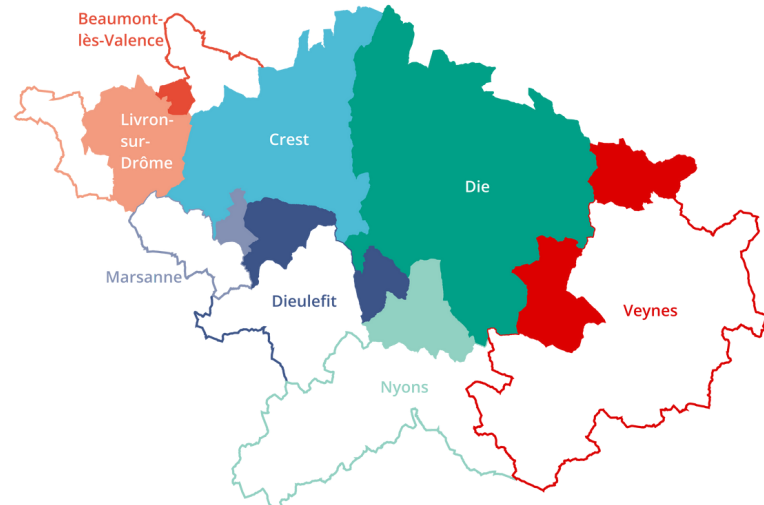 Beaumont-
lès-Valence
Livron-
sur-
Drôme
Crest
Die
Marsanne
Dieulefit
Veynes
Nyons